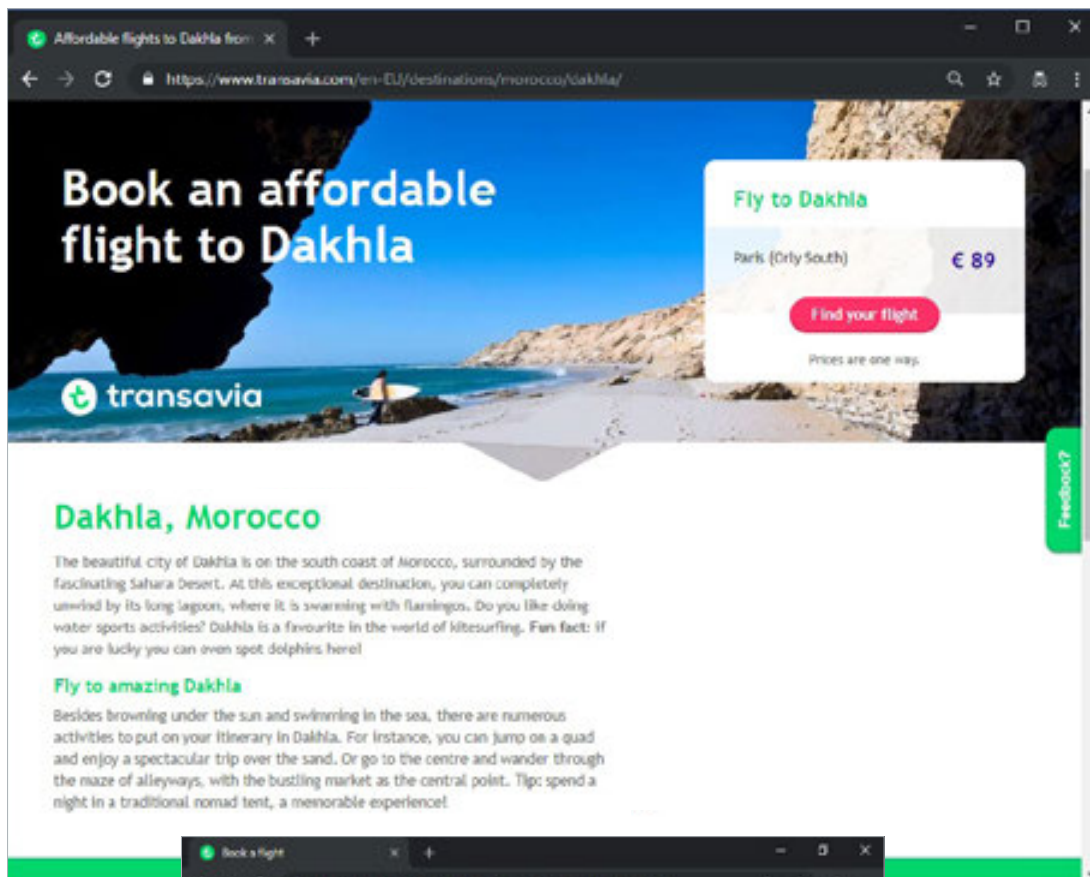 Affordable flights to Dakhla from
https://www.transavia.com/en-EU/destinations/morocco/dakhla/
Book an affordable
flight to Dakhla
Fly to Dakhla
Paris (Orly South)
€ 89
Find your flight
Prices are one way.
transavia
Feedback?
Dakhla, Morocco
The beautiful city of Dakhla is on the south coast of Morocco, surrounded by the
fascinating Sahara Desert. At this exceptional destination, you can completely
unwind by its long lagoon, where it is swarming with flamingos. Do you like doing
water sports activities? Dakhla is a favourite in the world of kitesurfing. Fun fact: if
you are lucky you can even spot dolphins here!
Fly to amazing Dakhla
Besides browning under the sun and swimming in the sea, there are numerous
activities to put on your itinerary in Dakhla. For instance, you can jump on a quad
and enjoy a spectacular trip over the sand. Or go to the centre and wander through
the maze of alleyways, with the bustling market as the central point. Tip: spend a
night in a traditional nomad tent, a memorable experience!
Book a flight